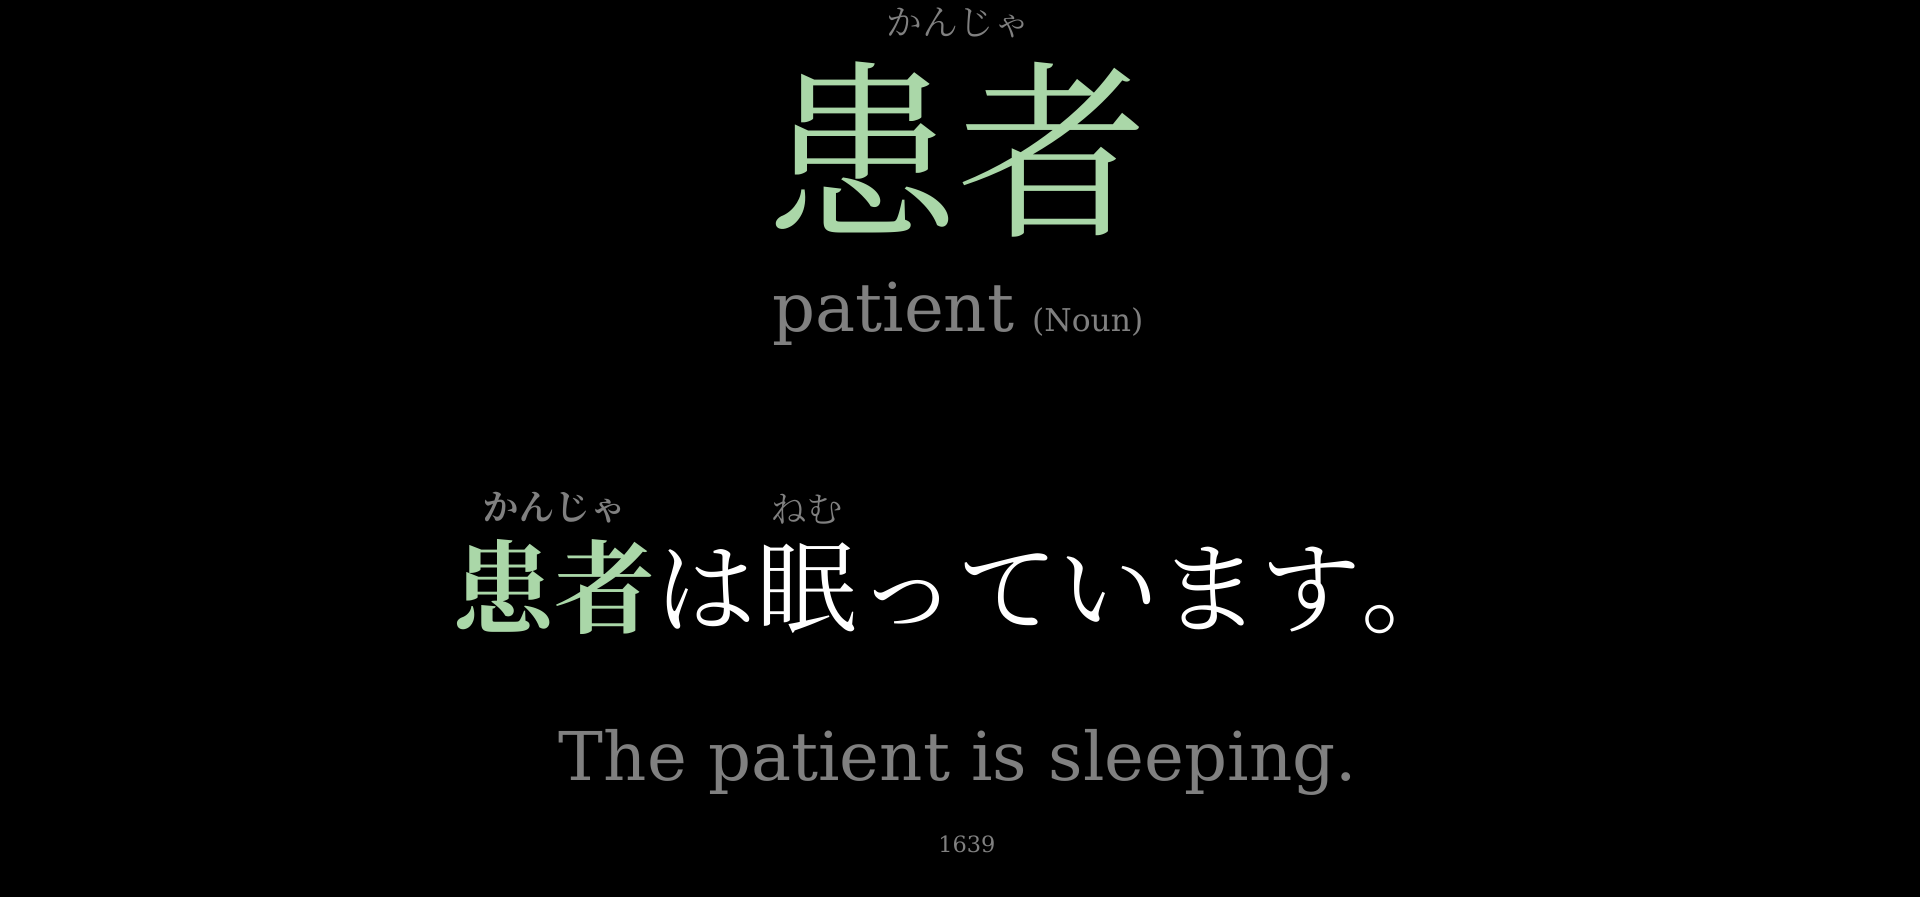 かんじゃ
患者
patient (Noun)
かんじゃ ねむ
患者は眠っています。
The patient is sleeping.
1639